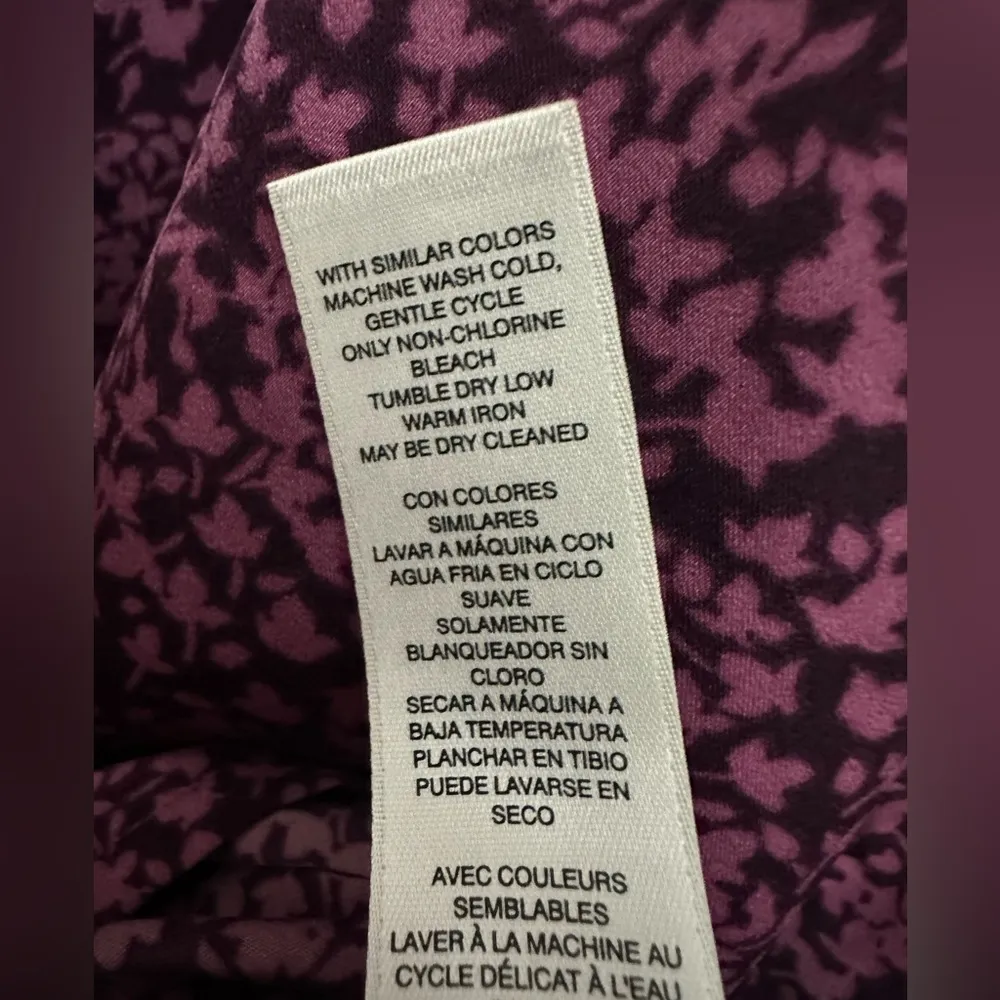 WITH SIMILAR COLORS
MACHINE WASH COLD,
GENTLE CYCLE
ONLY NON-CHLORINE
BLEACH
TUMBLE DRY LOW
WARM IRON
MAY BE DRY CLEANED
CON COLORES
SIMILARES
LAVAR A MÁQUINA CON
AGUA FRIA EN CICLO
SUAVE
SOLAMENTE
BLANQUEADOR SIN
CLORO
SECAR A MÁQUINA A
BAJA TEMPERATURA
PLANCHAR EN TIBIO
PUEDE LAVARSE EN
SECO
AVEC COULEURS
SEMBLABLES
LAVER À LA MACHINE AU
CYCLE DÉLICAT À L'EAU